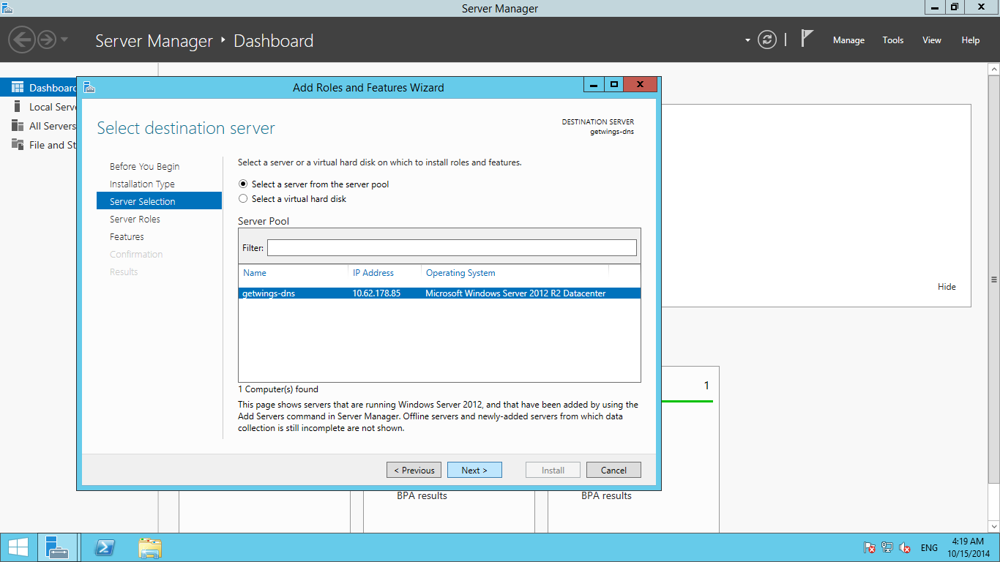 Server Manager
Server Manager ‣ Dashboard
Manage Tools View Help
Dashboard
Local Serve
All Servers
File and St
Add Roles and Features Wizard
Select destination server
DESTINATION SERVER
getwings-dns
Before You Begin
Installation Type
Server Selection
Server Roles
Features
Confirmation
Results
Select a server or a virtual hard disk on which to install roles and features.
Select a server from the server pool
Select a virtual hard disk
Server Pool
Filter:
Name IP Address Operating System
getwings-dns 10.62.178.85 Microsoft Windows Server 2012 R2 Datacenter
1 Computer(s) found
This page shows servers that are running Windows Server 2012, and that have been added by using the
Add Servers command in Server Manager. Offline servers and newly-added servers from which data
collection is still incomplete are not shown.
< Previous Next > Install Cancel
Hide
1
BPA results BPA results
ENG
4:19 AM
10/15/2014